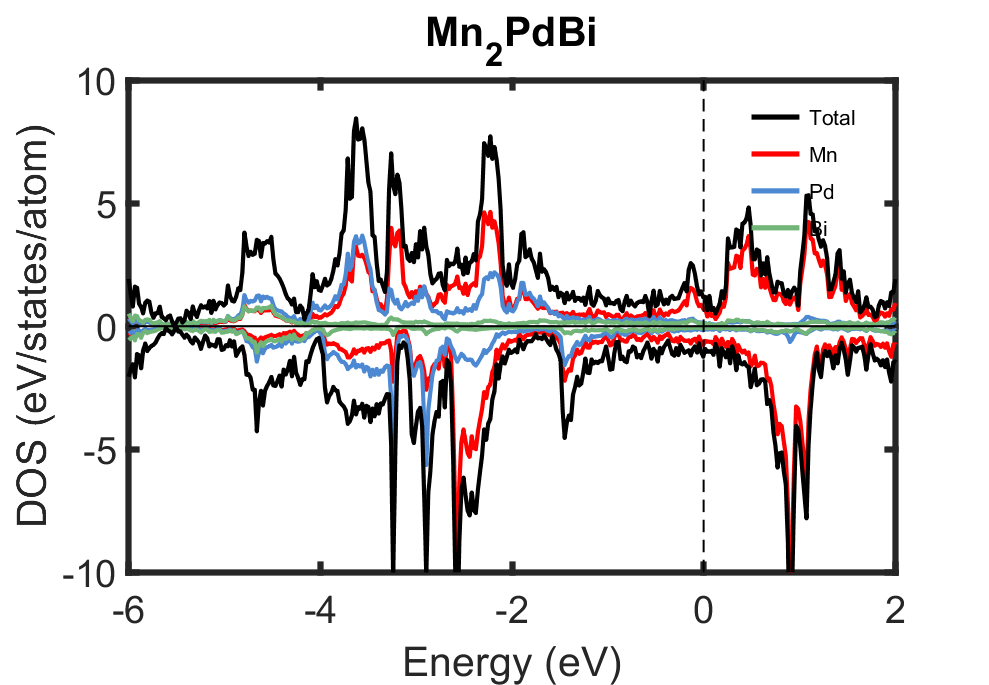 Mn2PdBi
DOS (eV/states/atom)
10
5
0
-5
-10
-6
-4
-2
0
2
Energy (eV)
Total
Mn
Pd
Bi